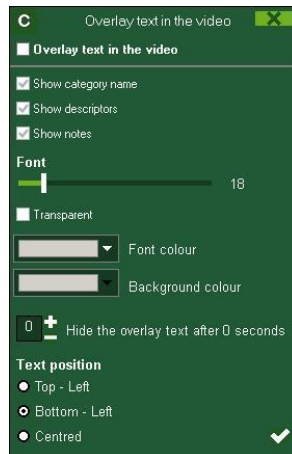 C Overlay text in the video X
Overlay text in the video
Show category name
Show descriptors
Show notes
Font
18
Transparent
Font colour
Background colour
0 Hide the overlay text after 0 seconds
Text position
Top - Left
Bottom - Left
Centred